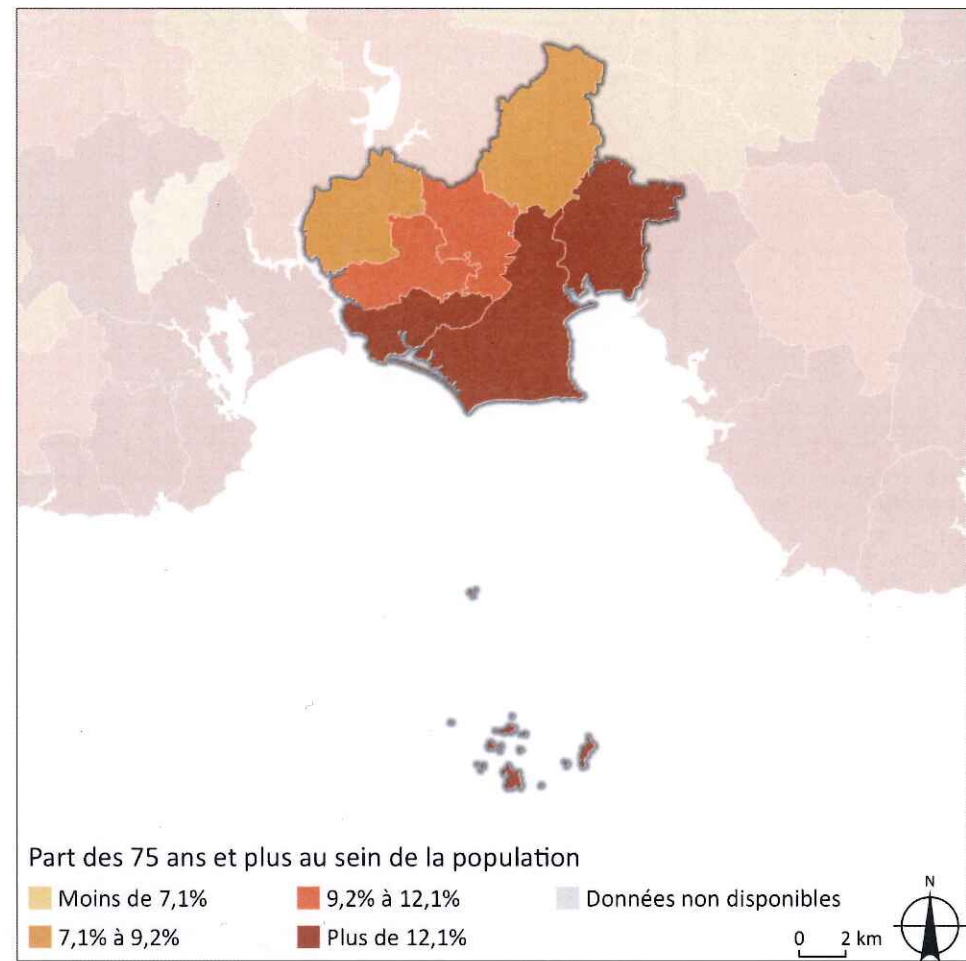 Part des 75 ans et plus au sein de la population
Moins de 7,1%
9,2% à 12,1%
Données non disponibles
7,1% à 9,2%
Plus de 12,1%
0 2 km
N